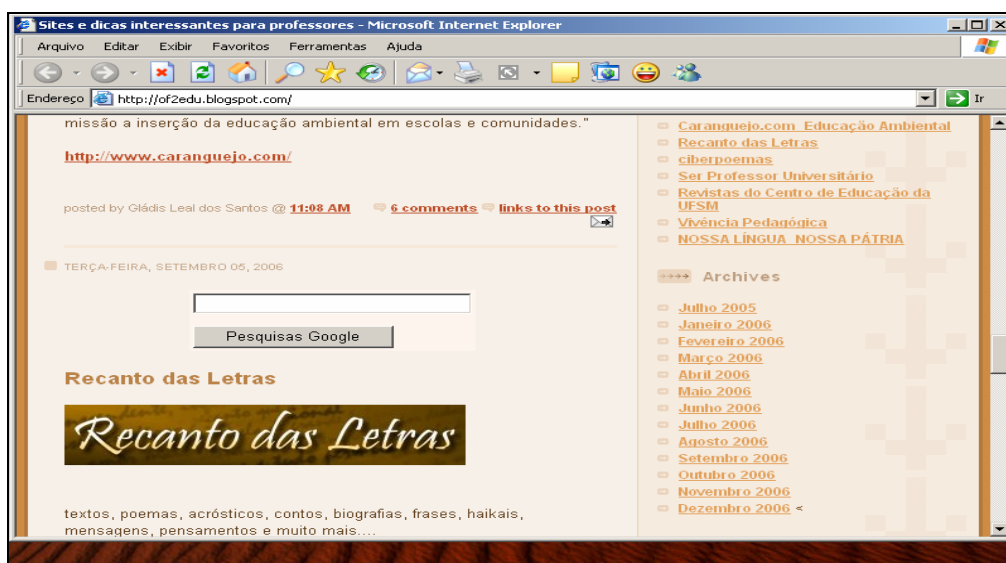 Sites e dicas interessantes para professores - Microsoft Internet Explorer
Arquivo Editar Exibir Favoritos Ferramentas Ajuda
Endereço http://of2edu.blogspot.com/ Ir
missão a inserção da educação ambiental em escolas e comunidades."
http://www.caranguejo.com/
posted by Gládis Leal dos Santos @ 11:08 AM 6 comments links to this post
TERÇA-FEIRA, SETEMBRO 05, 2006
Pesquisas Google
Recanto das Letras
Recanto das Letras
textos, poemas, acrósticos, contos, biografias, frases, haikais,
mensagens, pensamentos e muito mais....
Caranguejo.com Educação Ambiental
Recanto das Letras
ciberpoemas
Ser Professor Universitário
Revistas do Centro de Educação da
UFSM
Vivência Pedagógica
NOSSA LÍNGUA NOSSA PÁTRIA
Archives
Julho 2005
Janeiro 2006
Fevereiro 2006
Março 2006
Abril 2006
Maio 2006
Junho 2006
Julho 2006
Agosto 2006
Setembro 2006
Outubro 2006
Novembro 2006
Dezembro 2006 <